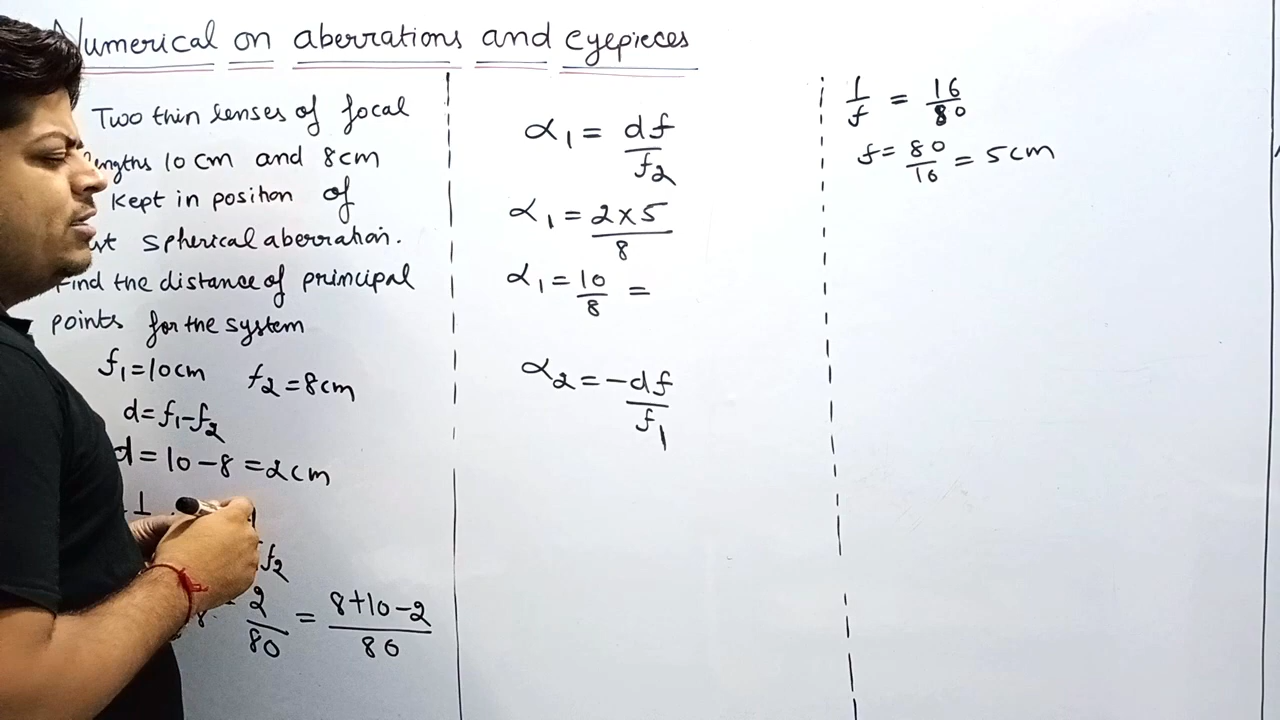 Numerical on aberrations and eyepieces
Two thin lenses of focal
lengths 10 cm and 8cm
kept in position of
spherical aberration.
Find the distance of principal
points for the system
f₁=10cm f₂=8cm
d=f₁-f₂
d=10-8=2cm
f₂
2/80 = 8+10-2/80
α₁ = df/f₂
α₁ = 2×5/8
α₁ = 10/8 =
α₂ = -df/f₁
1/f = 16/80
f = 80/16 = 5cm